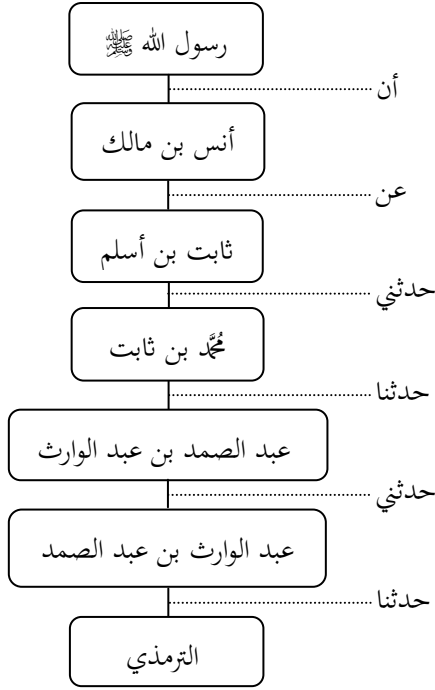 رسول الله ﷺ
أن
أنس بن مالك
عن
ثابت بن أسلم
حدثني
مُحَّمد بن ثابت
حدثنا
عبد الصمد بن عبد الوارث
حدثني
عبد الوارث بن عبد الصمد
حدثنا
الترمذي